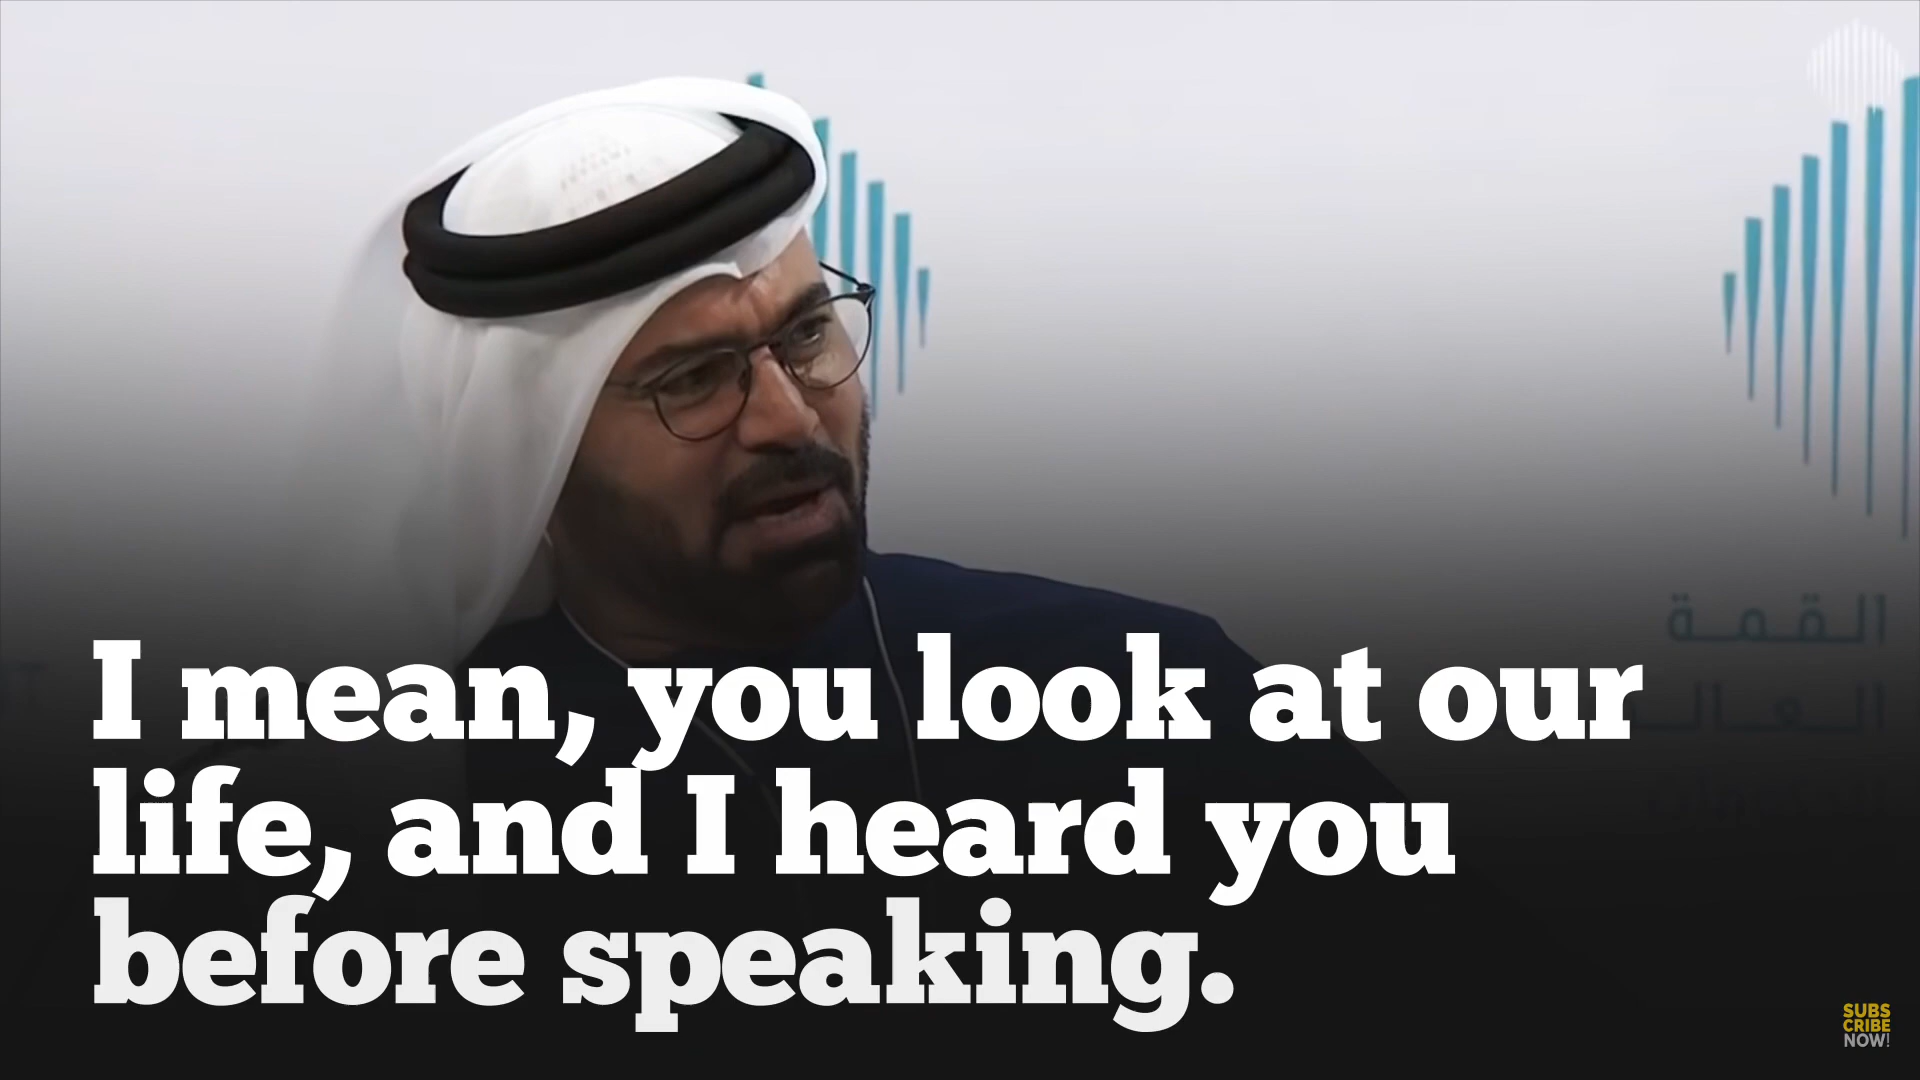 القمة
I mean, you look at our
life, and I heard you
before speaking.
SUBS
CRIBE
NOW!